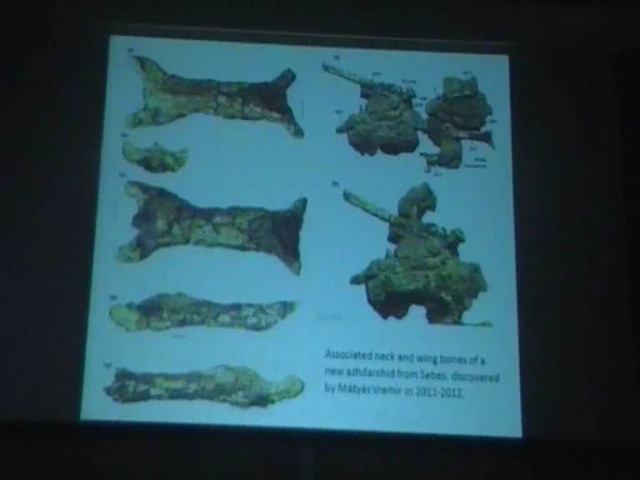 Associated neck and wing bones of a
new azhdarchid from Sebes, discovered
by Mátyás Vremir in 2011-2012.